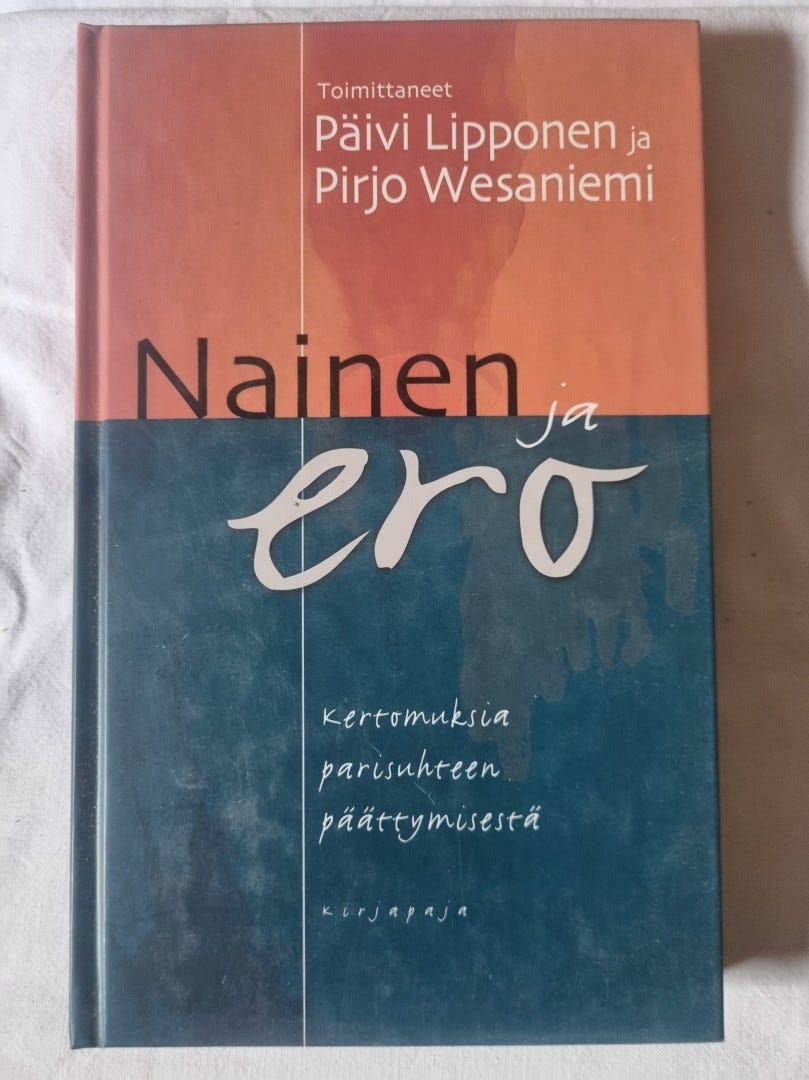 Toimittaneet
Päivi Lipponen ja
Pirjo Wesaniemi
Nainen ja
ero
Kertomuksia
parisuhteen
päättymisestä
Kirjapaja